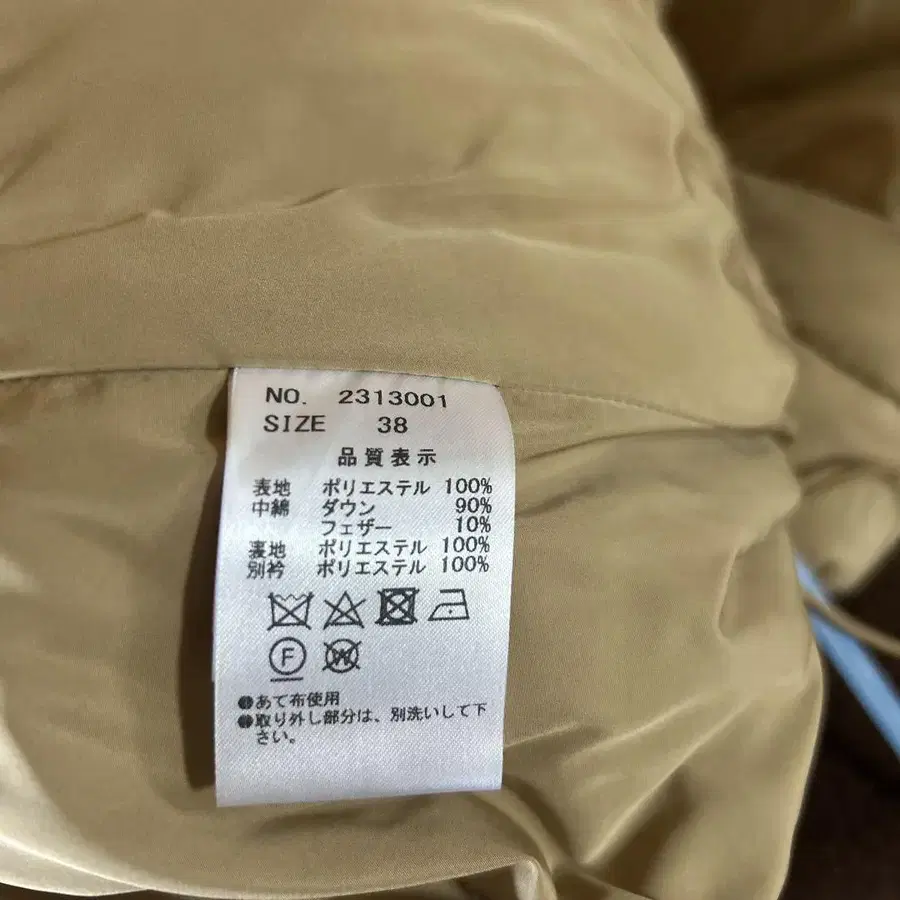 NO. 2313001
SIZE 38
品質表示
表地 ポリエステル 100%
中綿 ダウン 90%
フェザー 10%
裏地 ポリエステル 100%
別衿 ポリエステル 100%
F W
●あて布使用
●取り外し部分は、別洗いして下
さい。